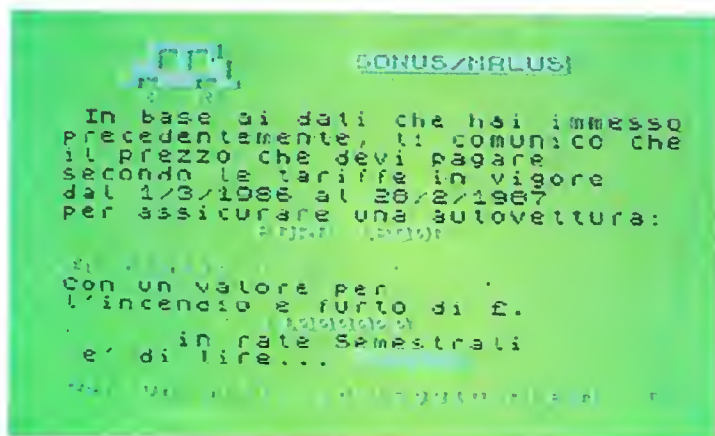 BONUS/MALUS
In base ai dati che hai immesso
precedentemente, ti comunico che
il prezzo che devi pagare
secondo le tariffe in vigore
dal 1/3/1986 al 28/2/1987
per assicurare una autovettura:
Con un valore per
l'incendio e furto di £.
in rate Semestrali
e' di lire...